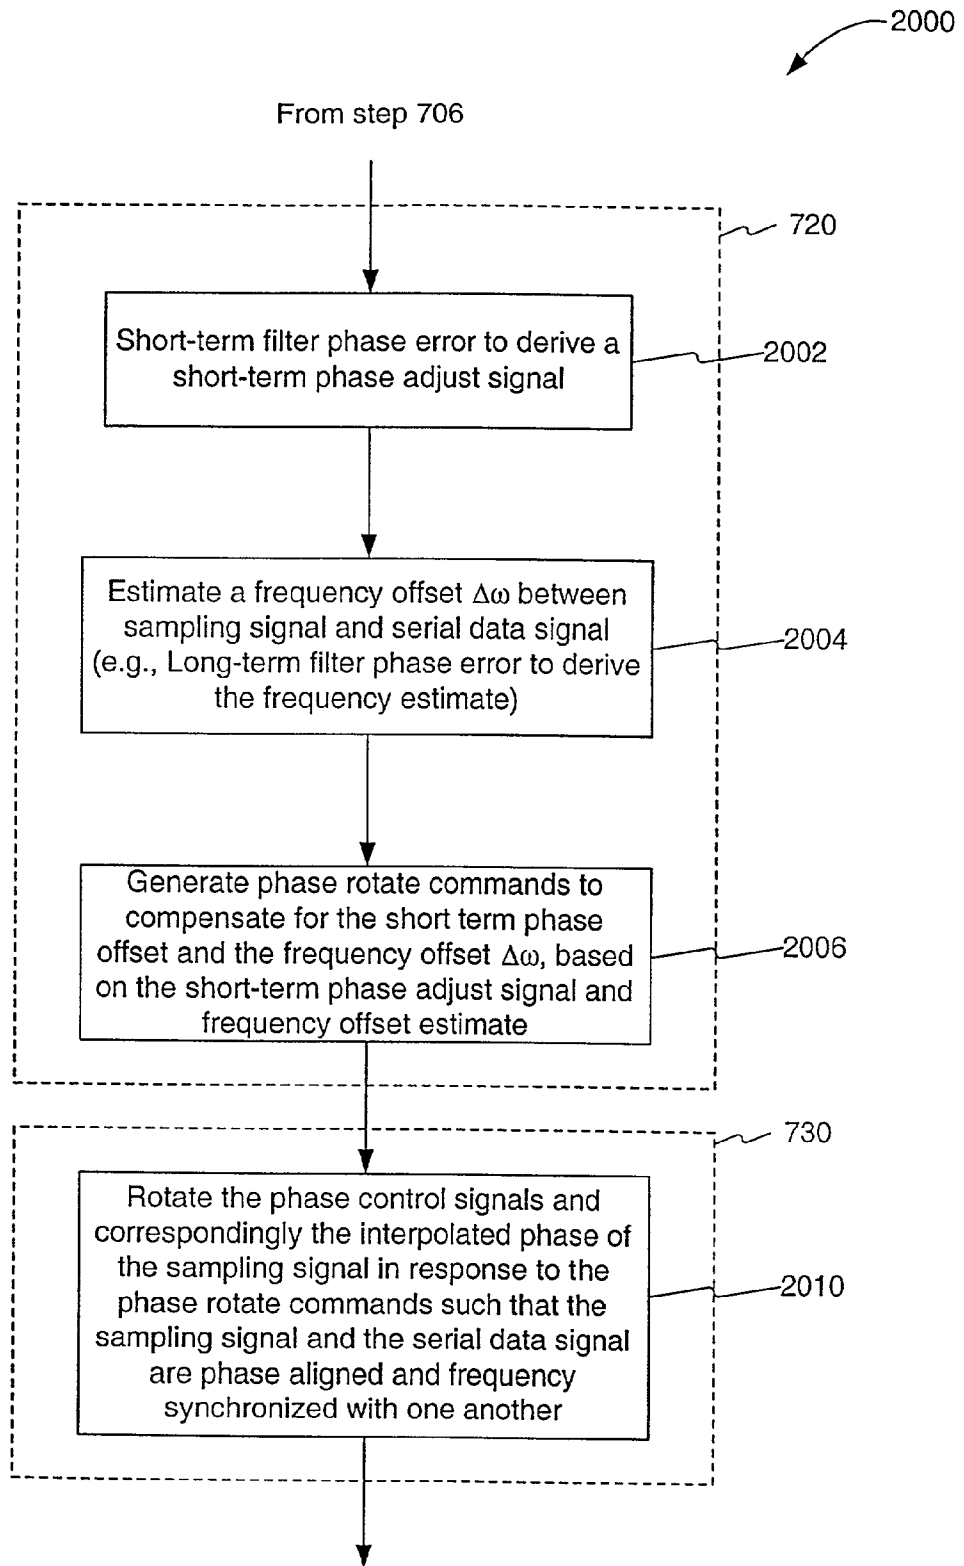 2000
From step 706
720
Short-term filter phase error to derive a
short-term phase adjust signal
2002
Estimate a frequency offset Δω between
sampling signal and serial data signal
(e.g., Long-term filter phase error to derive
the frequency estimate)
2004
Generate phase rotate commands to
compensate for the short term phase
offset and the frequency offset Δω, based
on the short-term phase adjust signal and
frequency offset estimate
2006
730
Rotate the phase control signals and
correspondingly the interpolated phase of
the sampling signal in response to the
phase rotate commands such that the
sampling signal and the serial data signal
are phase aligned and frequency
synchronized with one another
2010